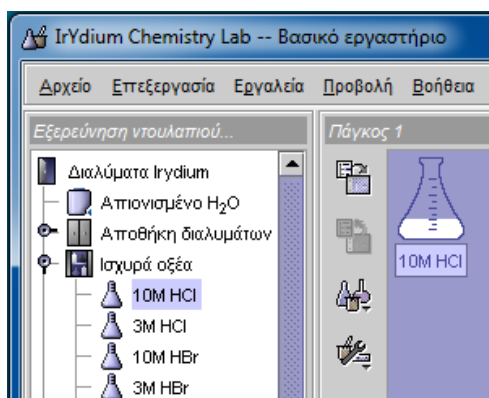 IrYdium Chemistry Lab -- Βασικό εργαστήριο
Αρχείο Επεξεργασία Εργαλεία Προβολή Βοήθεια
Εξερεύνηση ντουλαπιού...
Διαλύματα Irydium
Απιονισμένο H₂O
Αποθήκη διαλυμάτων
Ισχυρά οξέα
10M HCl
3M HCl
10M HBr
3M HBr
Πάγκος 1
10M HCl